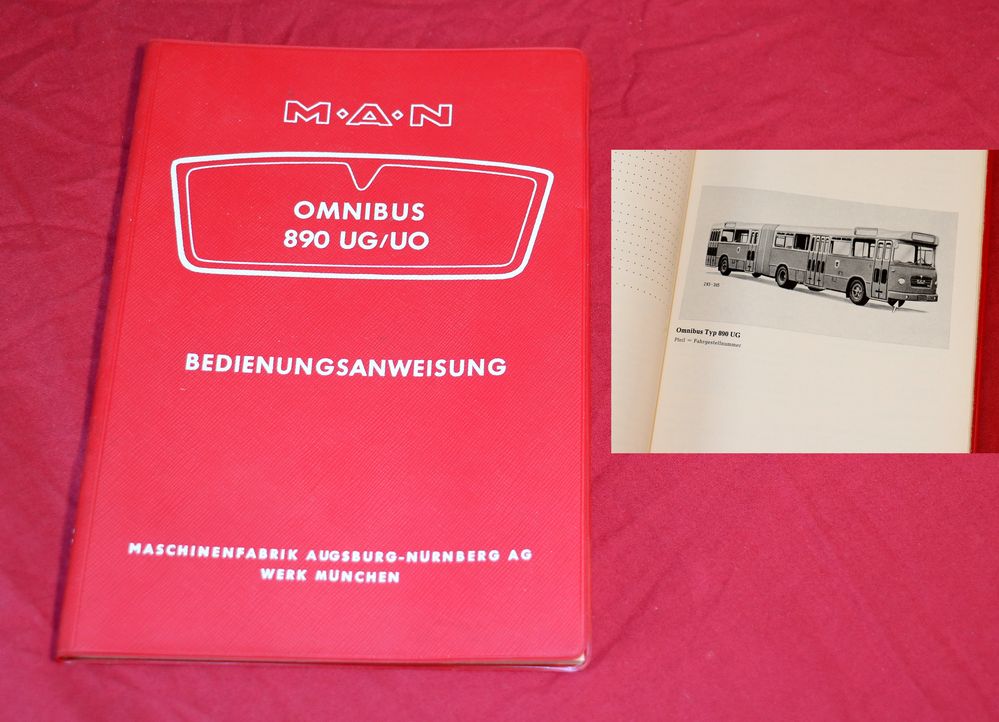 M·A·N
OMNIBUS
890 UG/UO
BEDIENUNGSANWEISUNG
MASCHINENFABRIK AUGSBURG-NÜRNBERG AG
WERK MÜNCHEN
Omnibus Typ 890 UG
Pfeil = Fahrgestellnummer